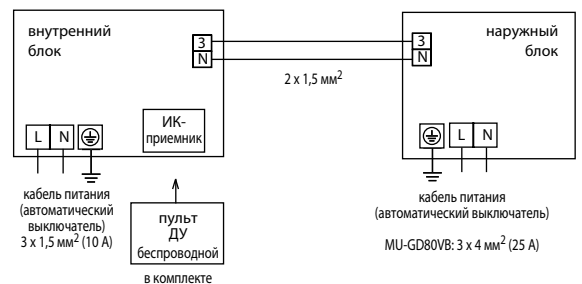 внутренний
блок
3
N
2 x 1,5 мм²
3
N
наружный
блок
L N
ИК-
приемник
L N
кабель питания
(автоматический
выключатель)
3 x 1,5 мм² (10 А)
пульт
ДУ
беспроводной
в комплекте
кабель питания
(автоматический выключатель)
MU-GD80VB: 3 x 4 мм² (25 А)